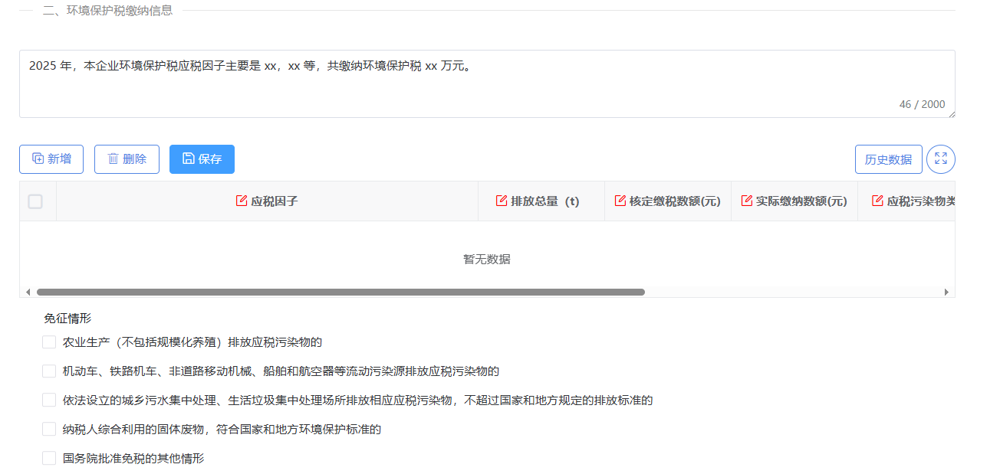 二、环境保护税缴纳信息
2025 年，本企业环境保护税应税因子主要是 xx，xx 等，共缴纳环境保护税 xx 万元。
46 / 2000
新增 删除 保存 历史数据
应税因子 排放总量（t） 核定缴税数额(元) 实际缴纳数额(元) 应税污染物类
暂无数据
免征情形
农业生产（不包括规模化养殖）排放应税污染物的
机动车、铁路机车、非道路移动机械、船舶和航空器等流动污染源排放应税污染物的
依法设立的城乡污水集中处理、生活垃圾集中处理场所排放相应应税污染物，不超过国家和地方规定的排放标准的
纳税人综合利用的固体废物，符合国家和地方环境保护标准的
国务院批准免税的其他情形